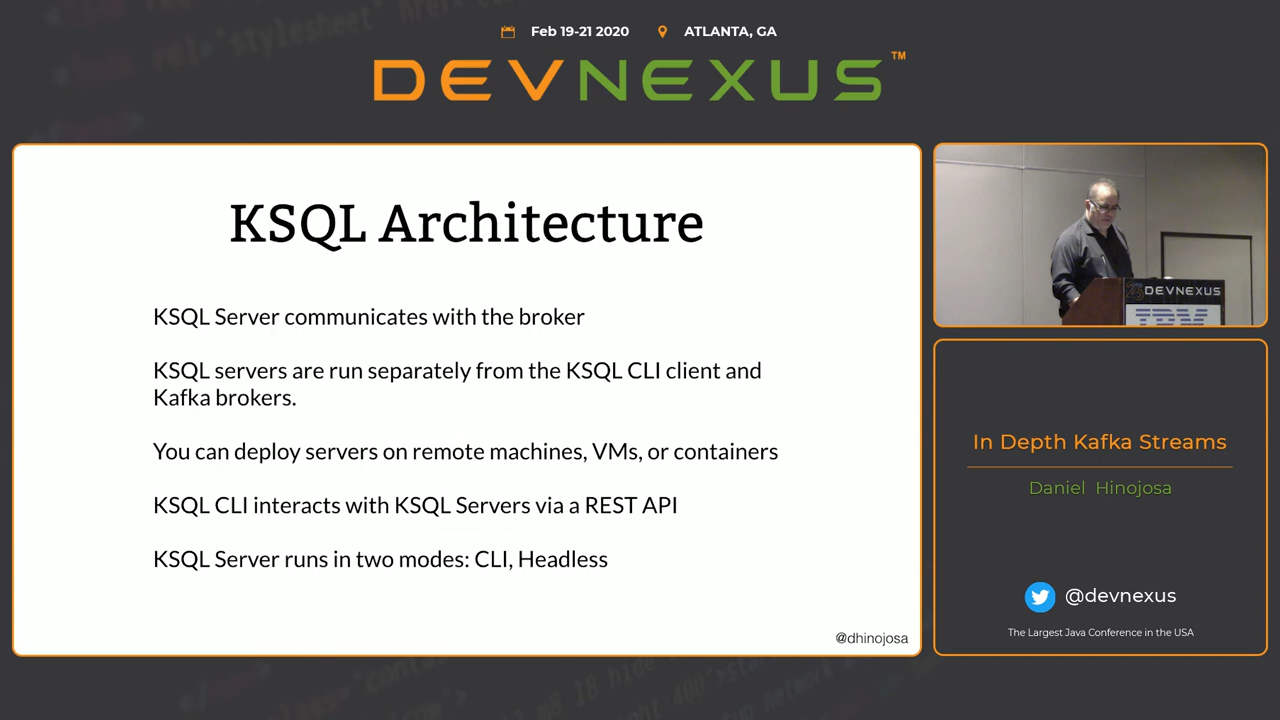 Feb 19-21 2020 ATLANTA, GA
DEVNEXUS™
KSQL Architecture
KSQL Server communicates with the broker
KSQL servers are run separately from the KSQL CLI client and
Kafka brokers.
You can deploy servers on remote machines, VMs, or containers
KSQL CLI interacts with KSQL Servers via a REST API
KSQL Server runs in two modes: CLI, Headless
@dhinojosa
DEVNEXUS
IBM
In Depth Kafka Streams
Daniel Hinojosa
@devnexus
The Largest Java Conference in the USA